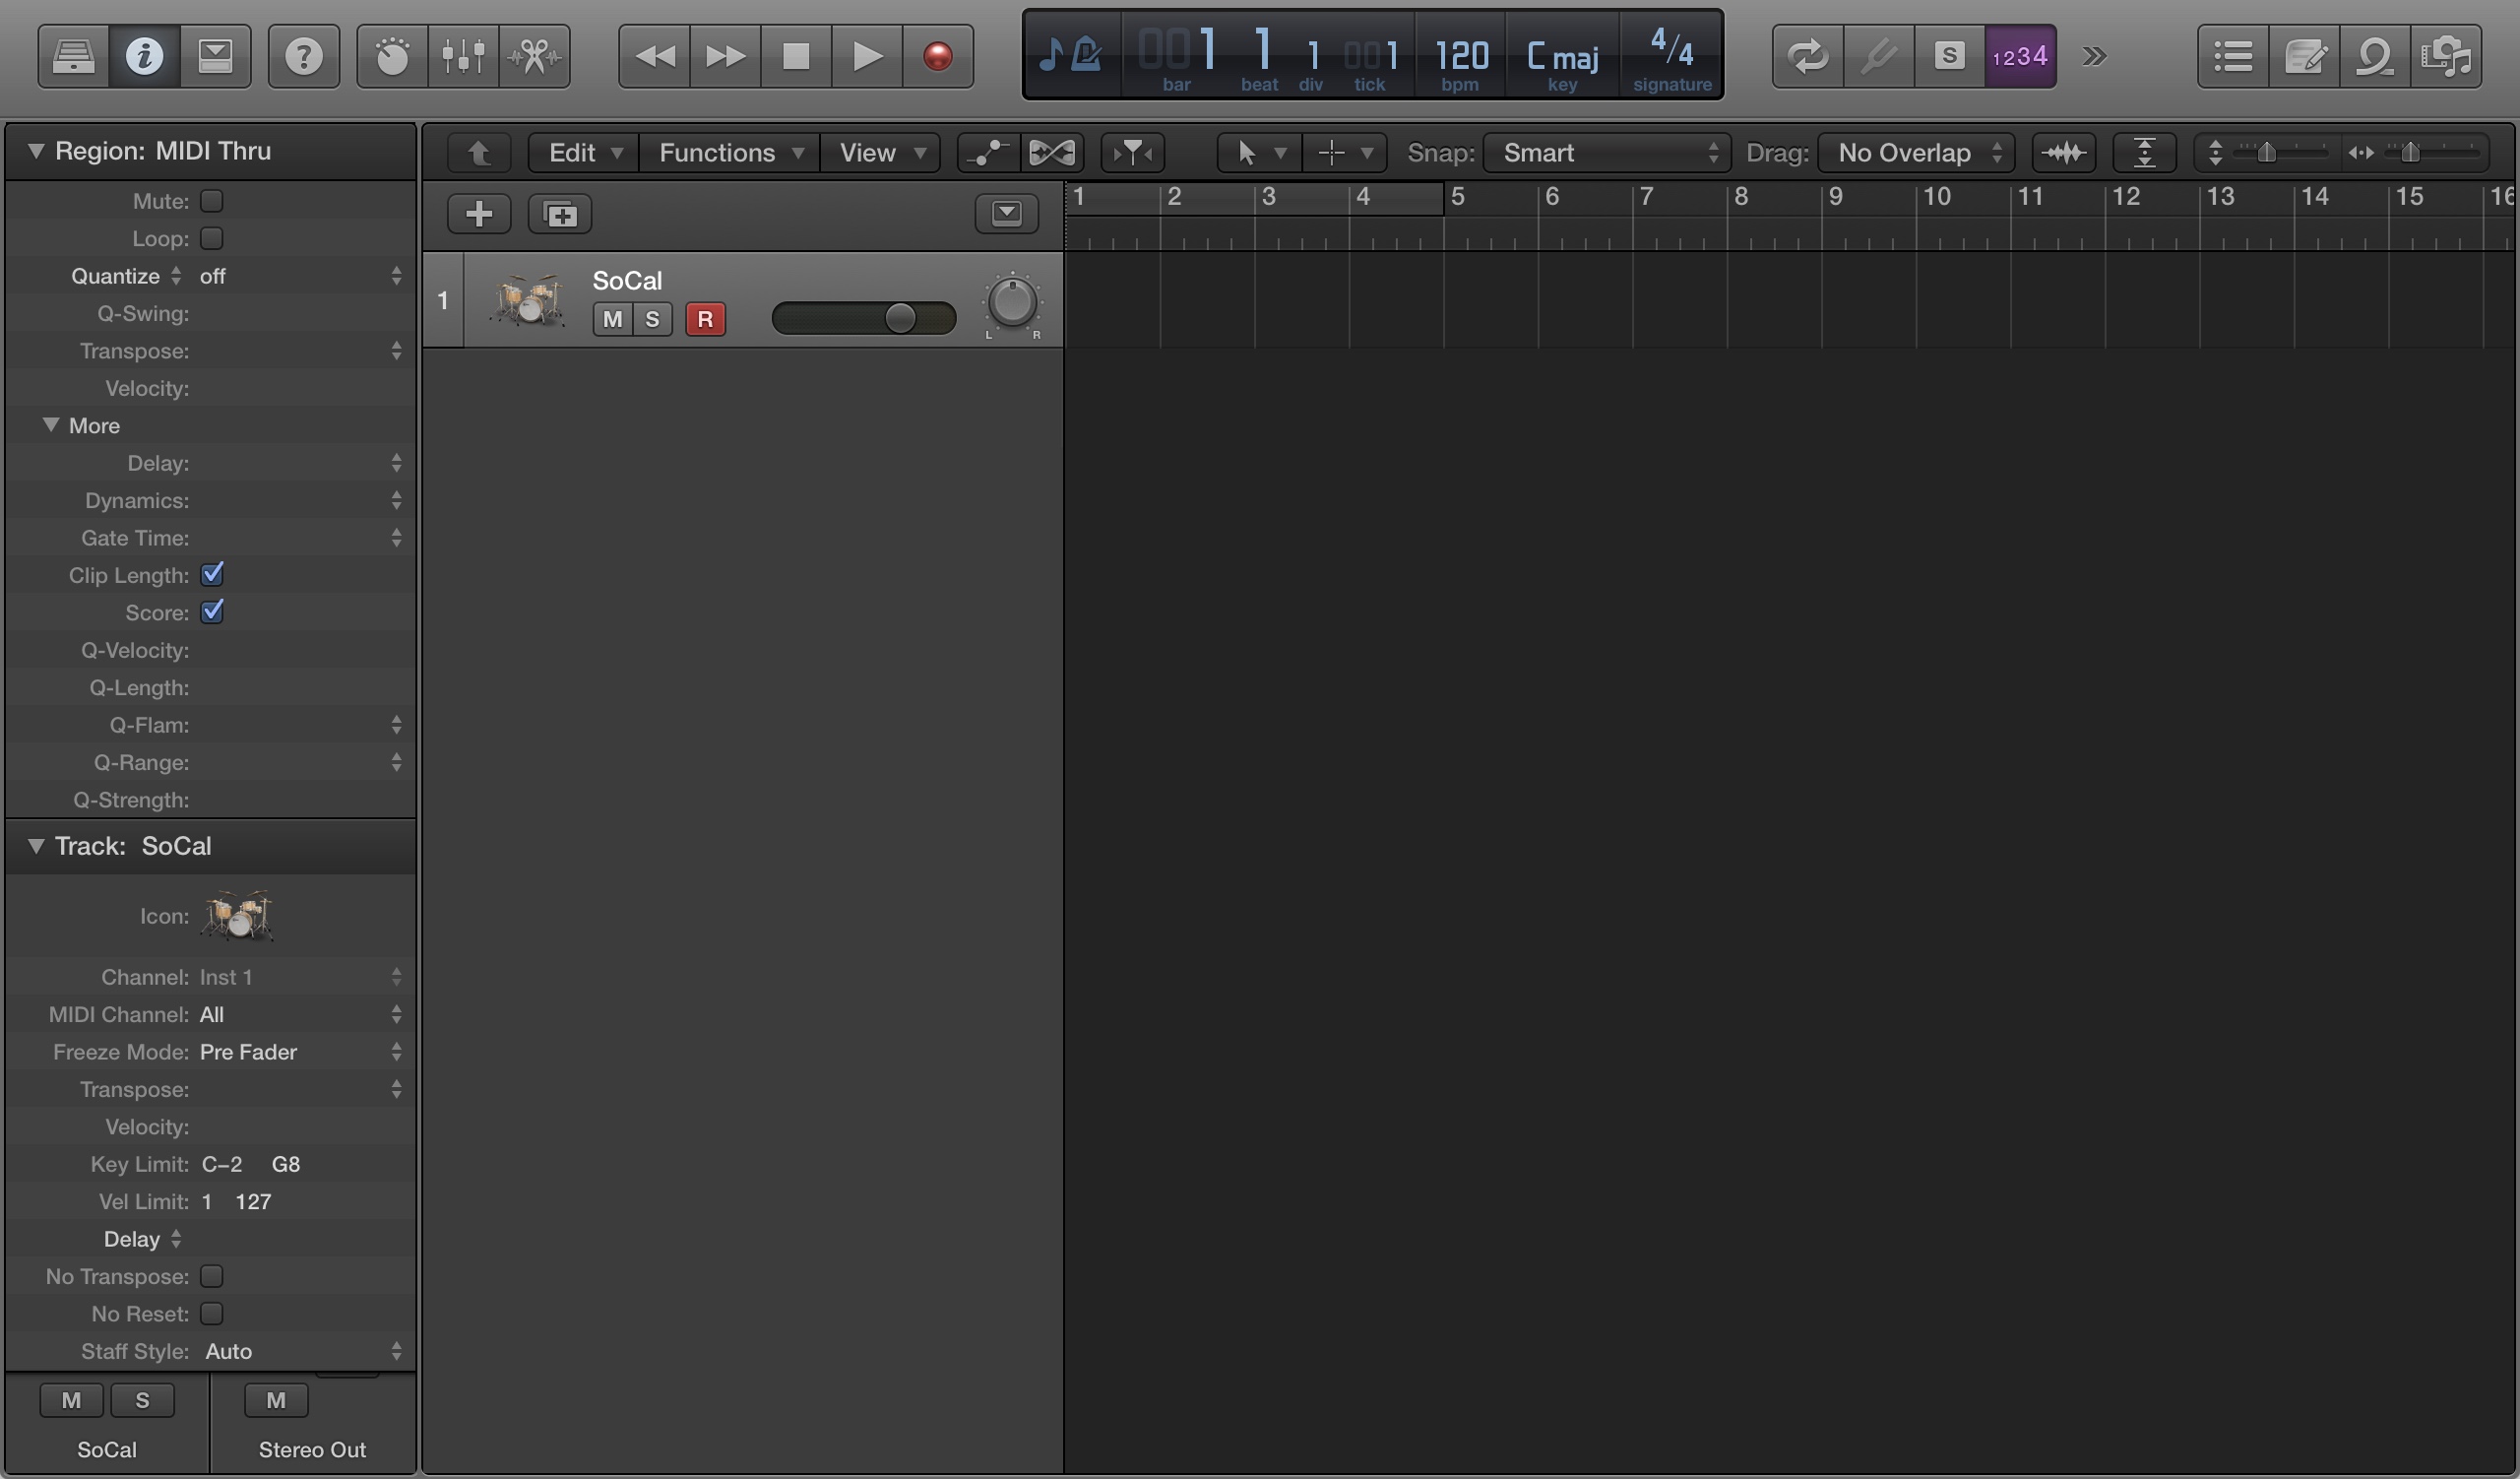 001 1 1 001 120 C maj 4/4
bar beat div tick bpm key signature
S 1234
Region: MIDI Thru
Mute:
Loop:
Quantize off
Q-Swing:
Transpose:
Velocity:
More
Delay:
Dynamics:
Gate Time:
Clip Length:
Score:
Q-Velocity:
Q-Length:
Q-Flam:
Q-Range:
Q-Strength:
Track: SoCal
Icon:
Channel: Inst 1
MIDI Channel: All
Freeze Mode: Pre Fader
Transpose:
Velocity:
Key Limit: C-2 G8
Vel Limit: 1 127
Delay
No Transpose:
No Reset:
Staff Style: Auto
M S M
SoCal Stereo Out
Edit Functions View Snap: Smart Drag: No Overlap
1 2 3 4 5 6 7 8 9 10 11 12 13 14 15 16
1 SoCal
M S R
L R